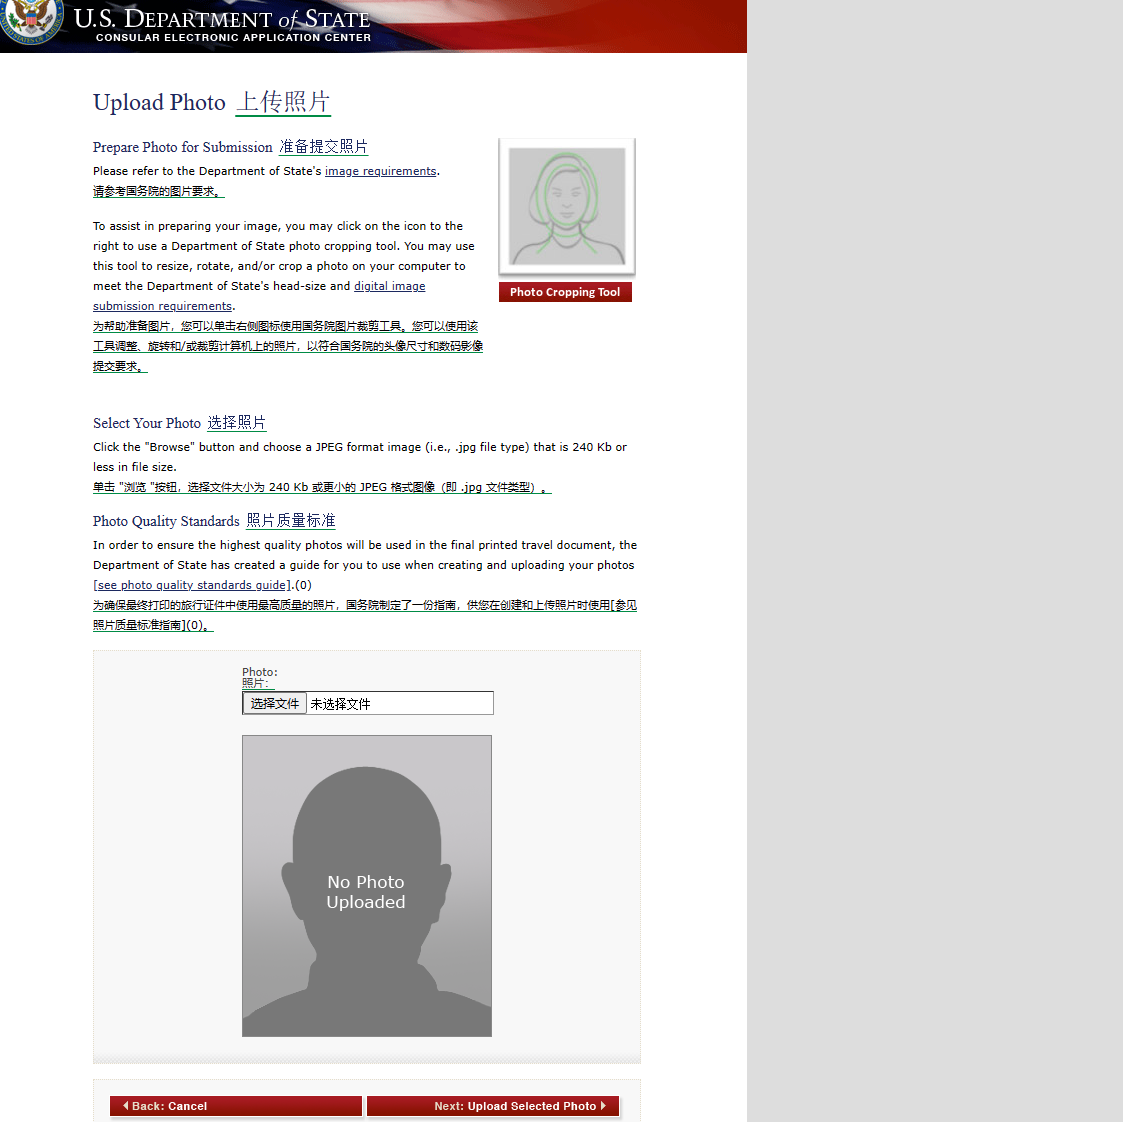 U.S. DEPARTMENT of STATE
CONSULAR ELECTRONIC APPLICATION CENTER
Upload Photo 上传照片
Prepare Photo for Submission 准备提交照片
Please refer to the Department of State's image requirements.
请参考国务院的图片要求。
To assist in preparing your image, you may click on the icon to the
right to use a Department of State photo cropping tool. You may use
this tool to resize, rotate, and/or crop a photo on your computer to
meet the Department of State's head-size and digital image
submission requirements.
为帮助准备图片，您可以单击右侧图标使用国务院图片裁剪工具。您可以使用该
工具调整、旋转和/或裁剪计算机上的照片，以符合国务院的头像尺寸和数码影像
提交要求。
Photo Cropping Tool
Select Your Photo 选择照片
Click the "Browse" button and choose a JPEG format image (i.e., .jpg file type) that is 240 Kb or
less in file size.
单击 "浏览 "按钮，选择文件大小为 240 Kb 或更小的 JPEG 格式图像（即 .jpg 文件类型）。
Photo Quality Standards 照片质量标准
In order to ensure the highest quality photos will be used in the final printed travel document, the
Department of State has created a guide for you to use when creating and uploading your photos
[see photo quality standards guide].(0)
为确保最终打印的旅行证件中使用最高质量的照片，国务院制定了一份指南，供您在创建和上传照片时使用[参见
照片质量标准指南](0)。
Photo:
照片：
选择文件 未选择文件
No Photo
Uploaded
Back: Cancel
Next: Upload Selected Photo